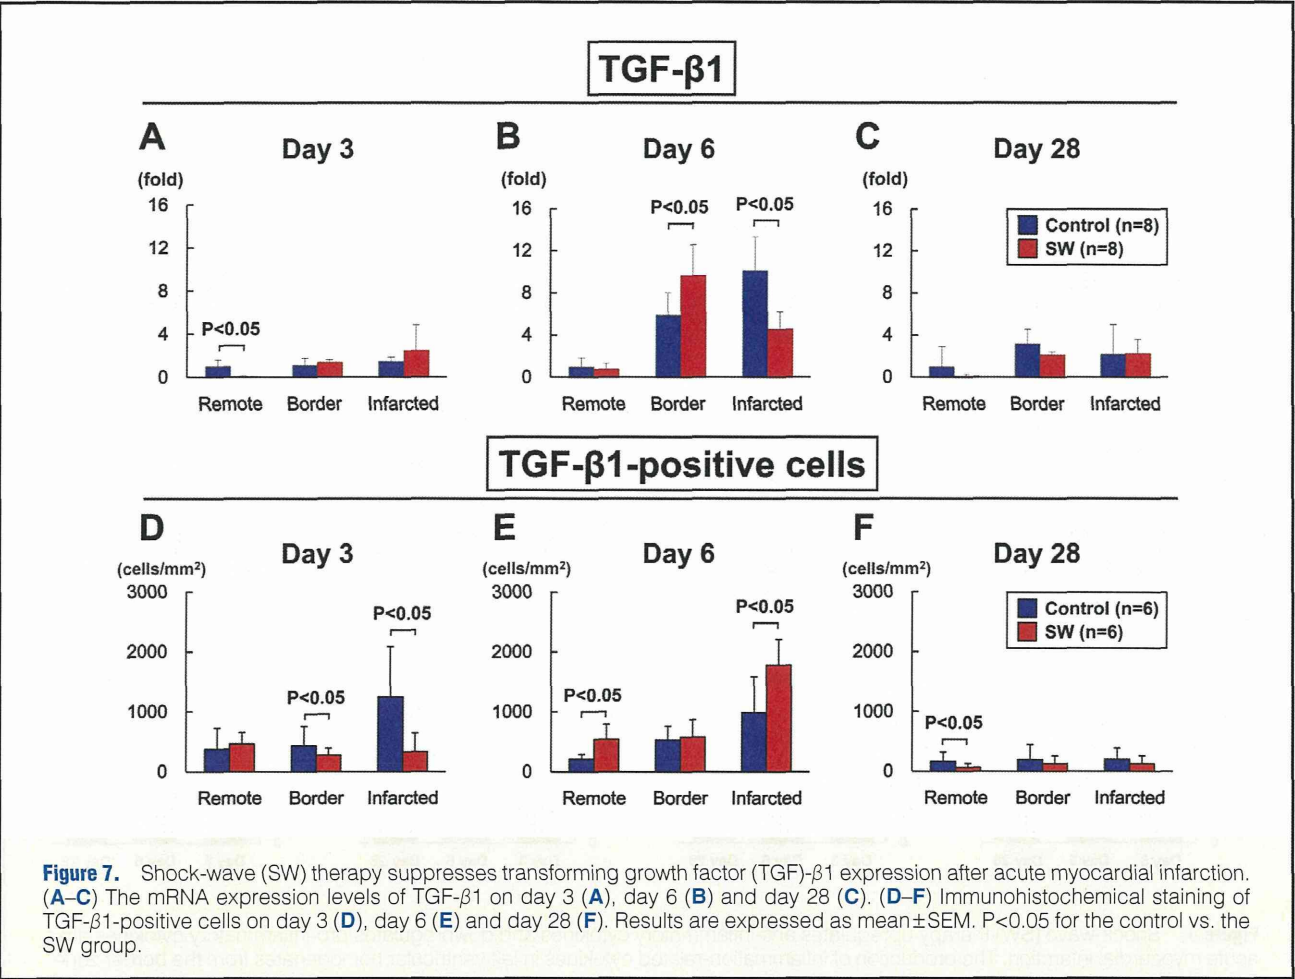 TGF-β1
A
Day 3
(fold)
16
12
8
4
0
P<0.05
Remote Border Infarcted
B
Day 6
(fold)
16
12
8
4
0
P<0.05 P<0.05
Remote Border Infarcted
C
Day 28
(fold)
16
12
8
4
0
Control (n=8)
SW (n=8)
Remote Border Infarcted
TGF-β1-positive cells
D
Day 3
(cells/mm²)
3000
2000
1000
0
P<0.05
P<0.05
Remote Border Infarcted
E
Day 6
(cells/mm²)
3000
2000
1000
0
P<0.05
P<0.05
Remote Border Infarcted
F
Day 28
(cells/mm²)
3000
2000
1000
0
Control (n=6)
SW (n=6)
P<0.05
Remote Border Infarcted
Figure 7. Shock-wave (SW) therapy suppresses transforming growth factor (TGF)-β1 expression after acute myocardial infarction.
(A–C) The mRNA expression levels of TGF-β1 on day 3 (A), day 6 (B) and day 28 (C). (D–F) Immunohistochemical staining of
TGF-β1-positive cells on day 3 (D), day 6 (E) and day 28 (F). Results are expressed as mean±SEM. P<0.05 for the control vs. the
SW group.